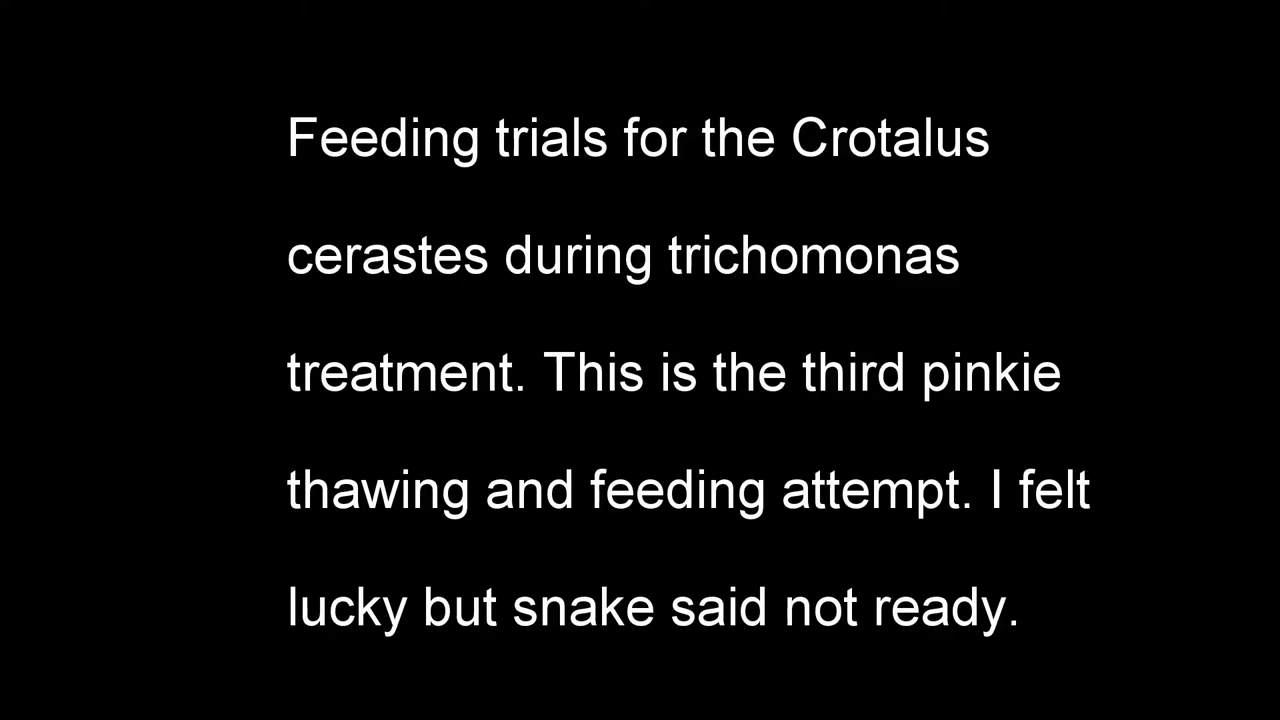 Feeding trials for the Crotalus
cerastes during trichomonas
treatment. This is the third pinkie
thawing and feeding attempt. I felt
lucky but snake said not ready.